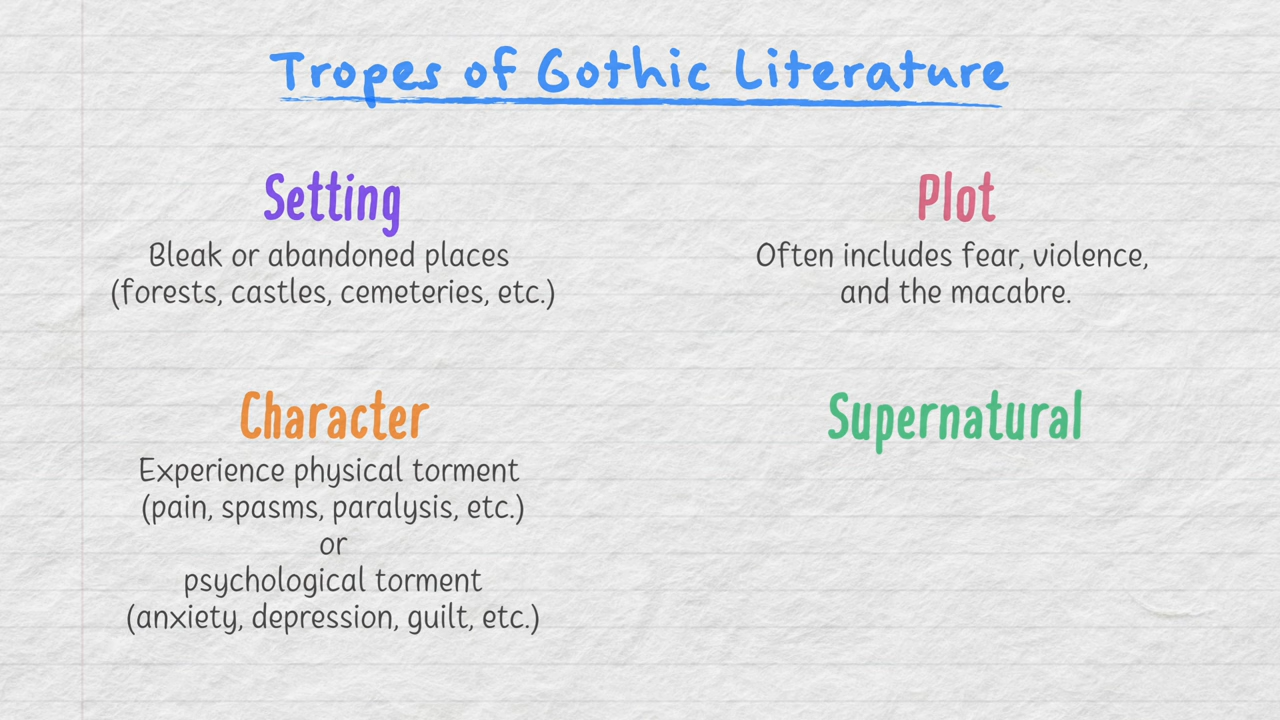 Tropes of Gothic Literature
Setting
Bleak or abandoned places
(forests, castles, cemeteries, etc.)
Plot
Often includes fear, violence,
and the macabre.
Character
Experience physical torment
(pain, spasms, paralysis, etc.)
or
psychological torment
(anxiety, depression, guilt, etc.)
Supernatural